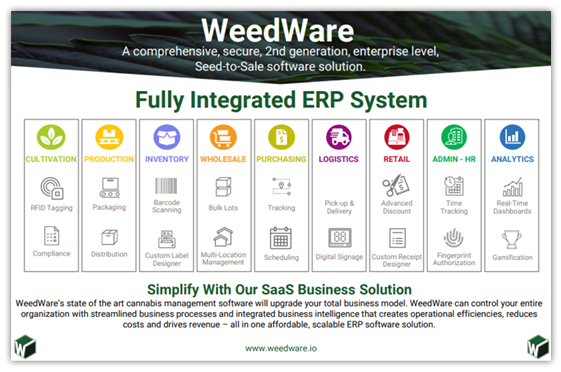 WeedWare
A comprehensive, secure, 2nd generation, enterprise level,
Seed-to-Sale software solution.
Fully Integrated ERP System
CULTIVATION
RFID Tagging
Compliance
PRODUCTION
Packaging
Distribution
INVENTORY
Barcode
Scanning
Custom Label
Designer
WHOLESALE
Bulk Lots
Multi-Location
Management
PURCHASING
Tracking
Scheduling
LOGISTICS
Pick-up &
Delivery
88
Digital Signage
RETAIL
Advanced
Discount
Custom Receipt
Designer
ADMIN - HR
Time
Tracking
Fingerprint
Authorization
ANALYTICS
Real-Time
Dashboards
Gamification
Simplify With Our SaaS Business Solution
WeedWare's state of the art cannabis management software will upgrade your total business model. WeedWare can control your entire
organization with streamlined business processes and integrated business intelligence that creates operational efficiencies, reduces
costs and drives revenue – all in one affordable, scalable ERP software solution.
W
www.weedware.io
W